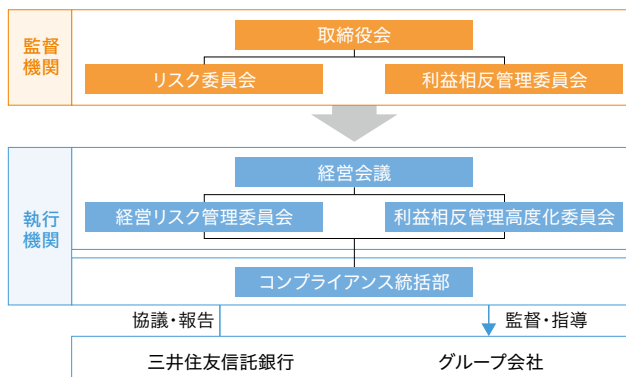 監督
機関
取締役会
リスク委員会
利益相反管理委員会
執行
機関
経営会議
経営リスク管理委員会
利益相反管理高度化委員会
コンプライアンス統括部
協議・報告
監督・指導
三井住友信託銀行
グループ会社